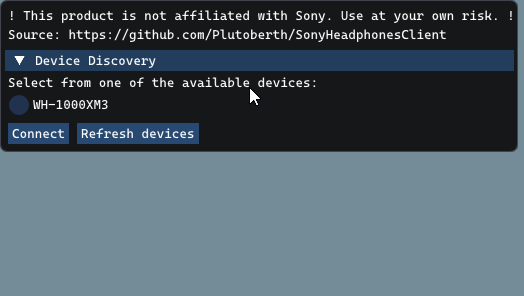 ! This product is not affiliated with Sony. Use at your own risk. !
Source: https://github.com/Plutoberth/SonyHeadphonesClient
Device Discovery
Select from one of the available devices:
WH-1000XM3
Connect Refresh devices